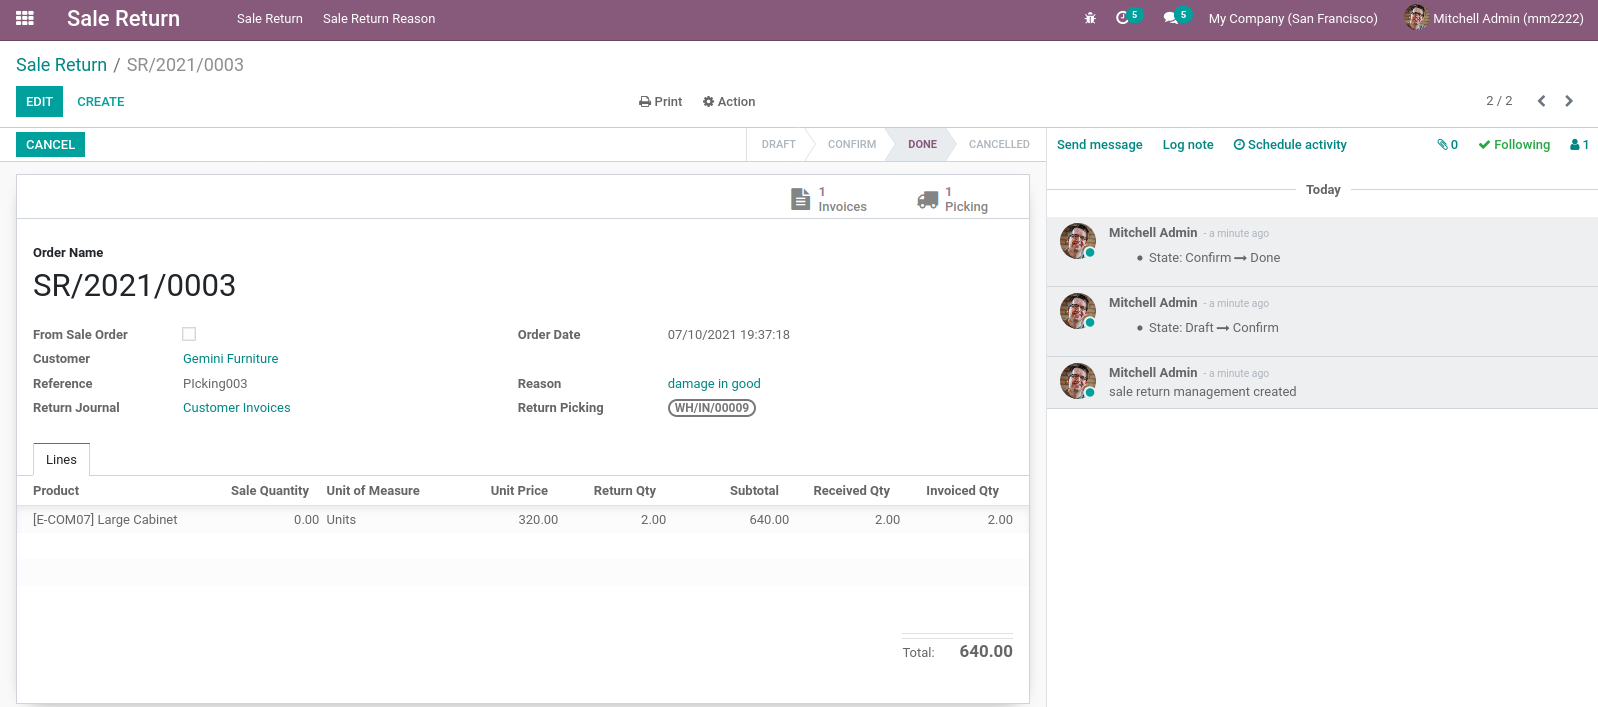 Sale Return Sale Return Sale Return Reason 5 5 My Company (San Francisco) Mitchell Admin (mm2222)
Sale Return / SR/2021/0003
EDIT CREATE Print Action 2 / 2
CANCEL DRAFT CONFIRM DONE CANCELLED
1
Invoices
1
Picking
Order Name
SR/2021/0003
From Sale Order Order Date 07/10/2021 19:37:18
Customer Gemini Furniture
Reference PIcking003 Reason damage in good
Return Journal Customer Invoices Return Picking WH/IN/00009
Lines
Product Sale Quantity Unit of Measure Unit Price Return Qty Subtotal Received Qty Invoiced Qty
[E-COM07] Large Cabinet 0.00 Units 320.00 2.00 640.00 2.00 2.00
Total: 640.00
Send message Log note Schedule activity 0 Following 1
Today
Mitchell Admin - a minute ago
• State: Confirm → Done
Mitchell Admin - a minute ago
• State: Draft → Confirm
Mitchell Admin - a minute ago
sale return management created